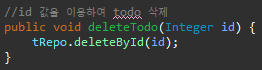 //id 값을 이용하여 todo 삭제
public void deleteTodo(Integer id) {
    tRepo.deleteById(id);
}